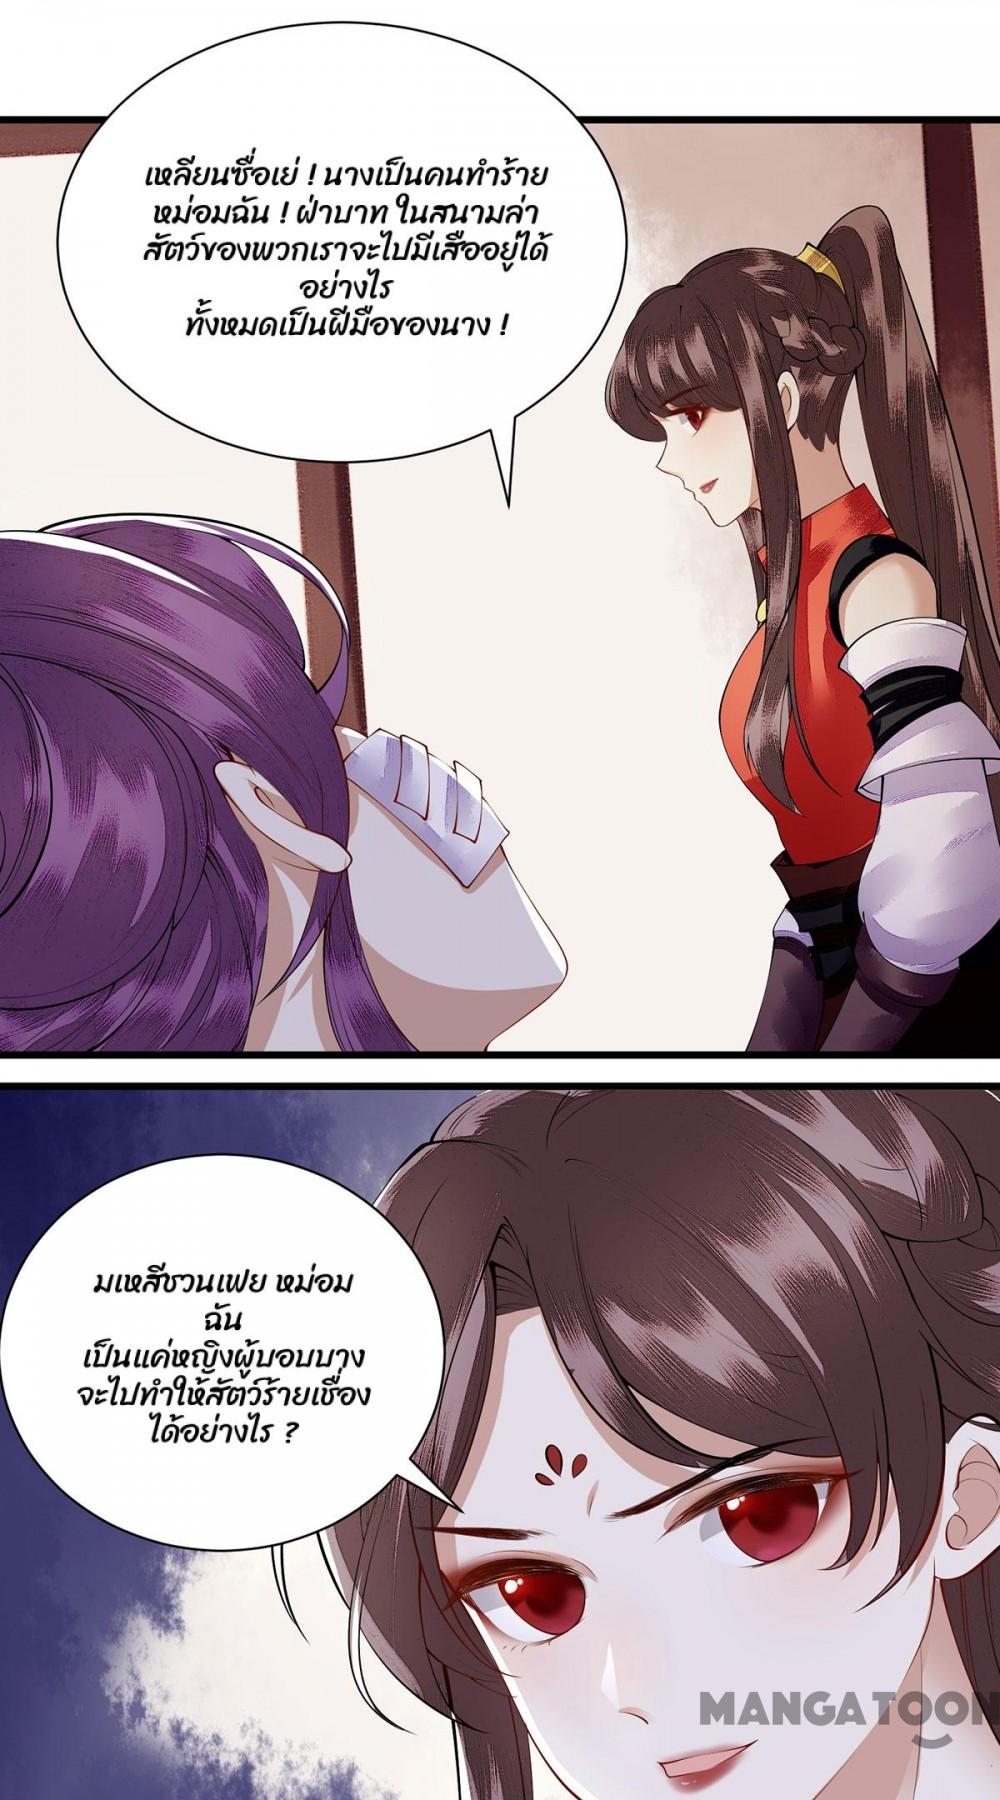 เหลียนซื่อเย่ ! นางเป็นคนทำร้าย
หม่อมฉัน ! ฝ่าบาท ในสนามล่า
สัตว์ของพวกเราจะไปมีเสืออยู่ได้
อย่างไร
ทั้งหมดเป็นฝีมือของนาง !
มเหสีชวนเฟย หม่อม
ฉัน
เป็นแค่หญิงผู้บอบบาง
จะไปทำให้สัตว์ร้ายเชื่อง
ได้อย่างไร ?
MANGATOON